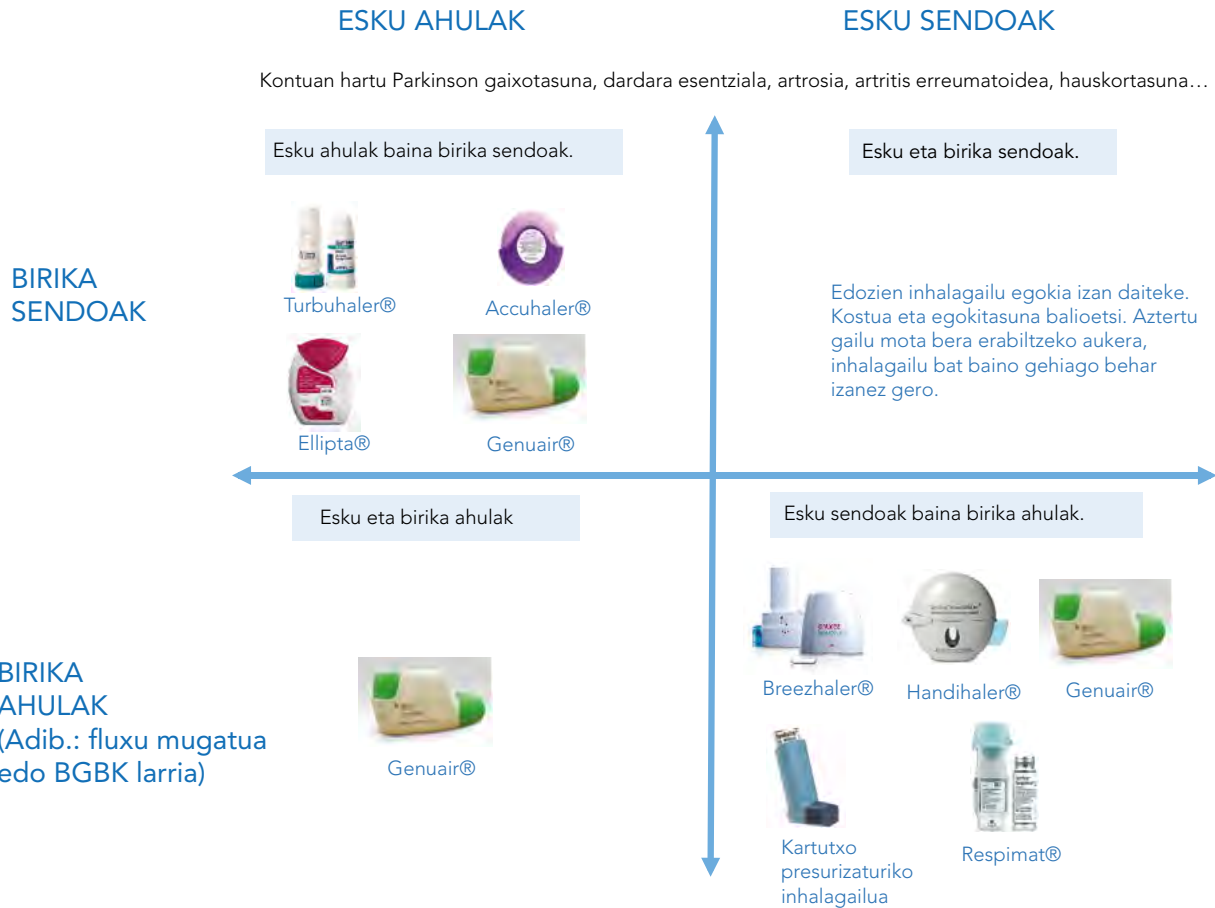 ESKU AHULAK
ESKU SENDOAK
Kontuan hartu Parkinson gaixotasuna, dardara esentziala, artrosia, artritis erreumatoidea, hauskortasuna…
Esku ahulak baina birika sendoak.
Esku eta birika sendoak.
BIRIKA
SENDOAK
Turbuhaler®
Accuhaler®
Ellipta®
Genuair®
Edozien inhalagailu egokia izan daiteke.
Kostua eta egokitasuna balioetsi. Aztertu
gailu mota bera erabiltzeko aukera,
inhalagailu bat baino gehiago behar
izanez gero.
Esku eta birika ahulak
Esku sendoak baina birika ahulak.
BIRIKA
AHULAK
(Adib.: fluxu mugatua
edo BGBK larria)
Genuair®
Breezhaler®
Handihaler®
Genuair®
Kartutxo
presurizaturiko
inhalagailua
Respimat®